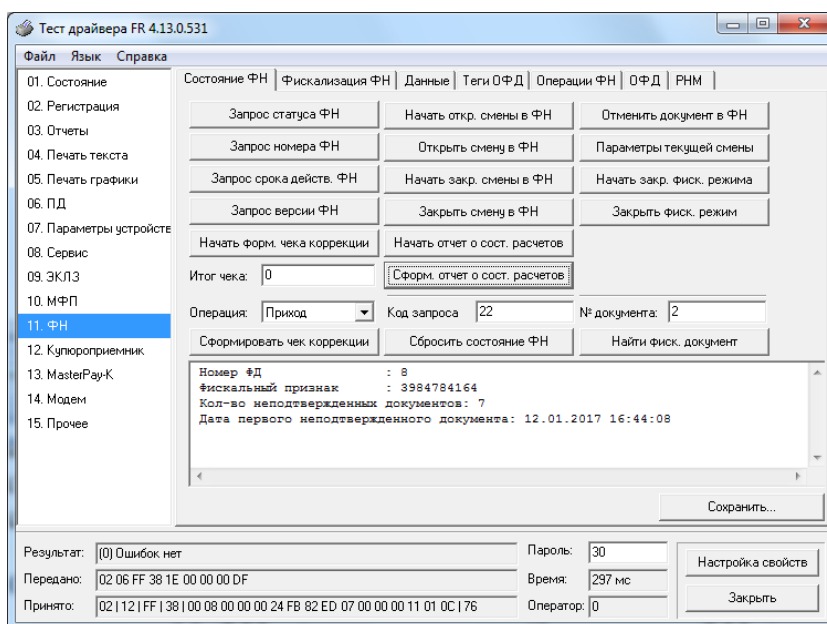 Тест драйвера FR 4.13.0.531
Файл Язык Справка
01. Состояние
02. Регистрация
03. Отчеты
04. Печать текста
05. Печать графики
06. ПД
07. Параметры устройств
08. Сервис
09. ЭКЛЗ
10. МФП
11. ФН
12. Купюроприемник
13. MasterPay-K
14. Модем
15. Прочее
Состояние ФН Фискализация ФН Данные Теги ОФД Операции ФН ОФД РНМ
Запрос статуса ФН Начать откр. смены в ФН Отменить документ в ФН
Запрос номера ФН Открыть смену в ФН Параметры текущей смены
Запрос срока действ. ФН Начать закр. смены в ФН Начать закр. фиск. режима
Запрос версии ФН Закрыть смену в ФН Закрыть фиск. режим
Начать форм. чека коррекции Начать отчет о сост. расчетов
Итог чека: 0 Сформ. отчет о сост. расчетов
Операция: Приход Код запроса 22 № документа: 2
Сформировать чек коррекции Сбросить состояние ФН Найти фиск. документ
Номер ФД : 8
Фискальный признак : 3984784164
Кол-во неподтвержденных документов: 7
Дата первого неподтвержденного документа: 12.01.2017 16:44:08
Сохранить...
Результат: (0) Ошибок нет Пароль: 30
Передано: 02 06 FF 38 1E 00 00 00 DF Время: 297 мс
Принято: 02 | 12 | FF | 38 | 00 08 00 00 00 24 FB 82 ED 07 00 00 00 11 01 0C | 76 Оператор: 0
Настройка свойств
Закрыть